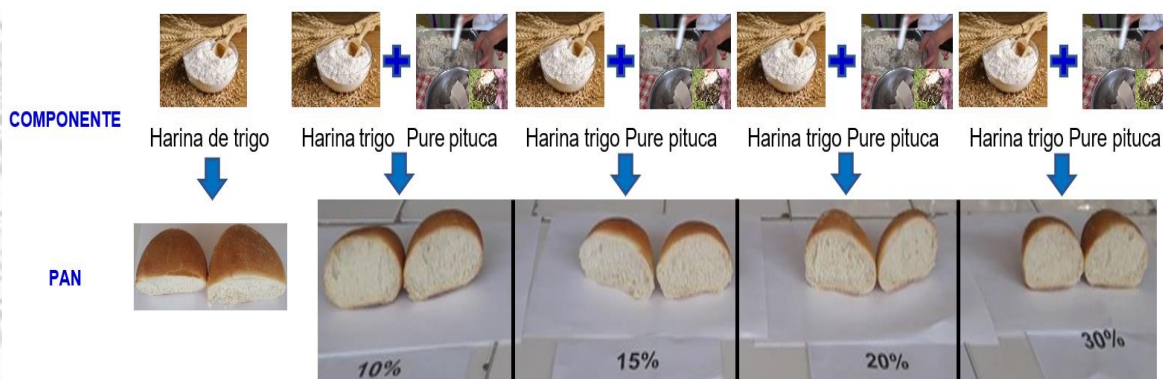 COMPONENTE
Harina de trigo
Harina trigo Pure pituca
Harina trigo Pure pituca
Harina trigo Pure pituca
Harina trigo Pure pituca
PAN
10%
15%
20%
30%